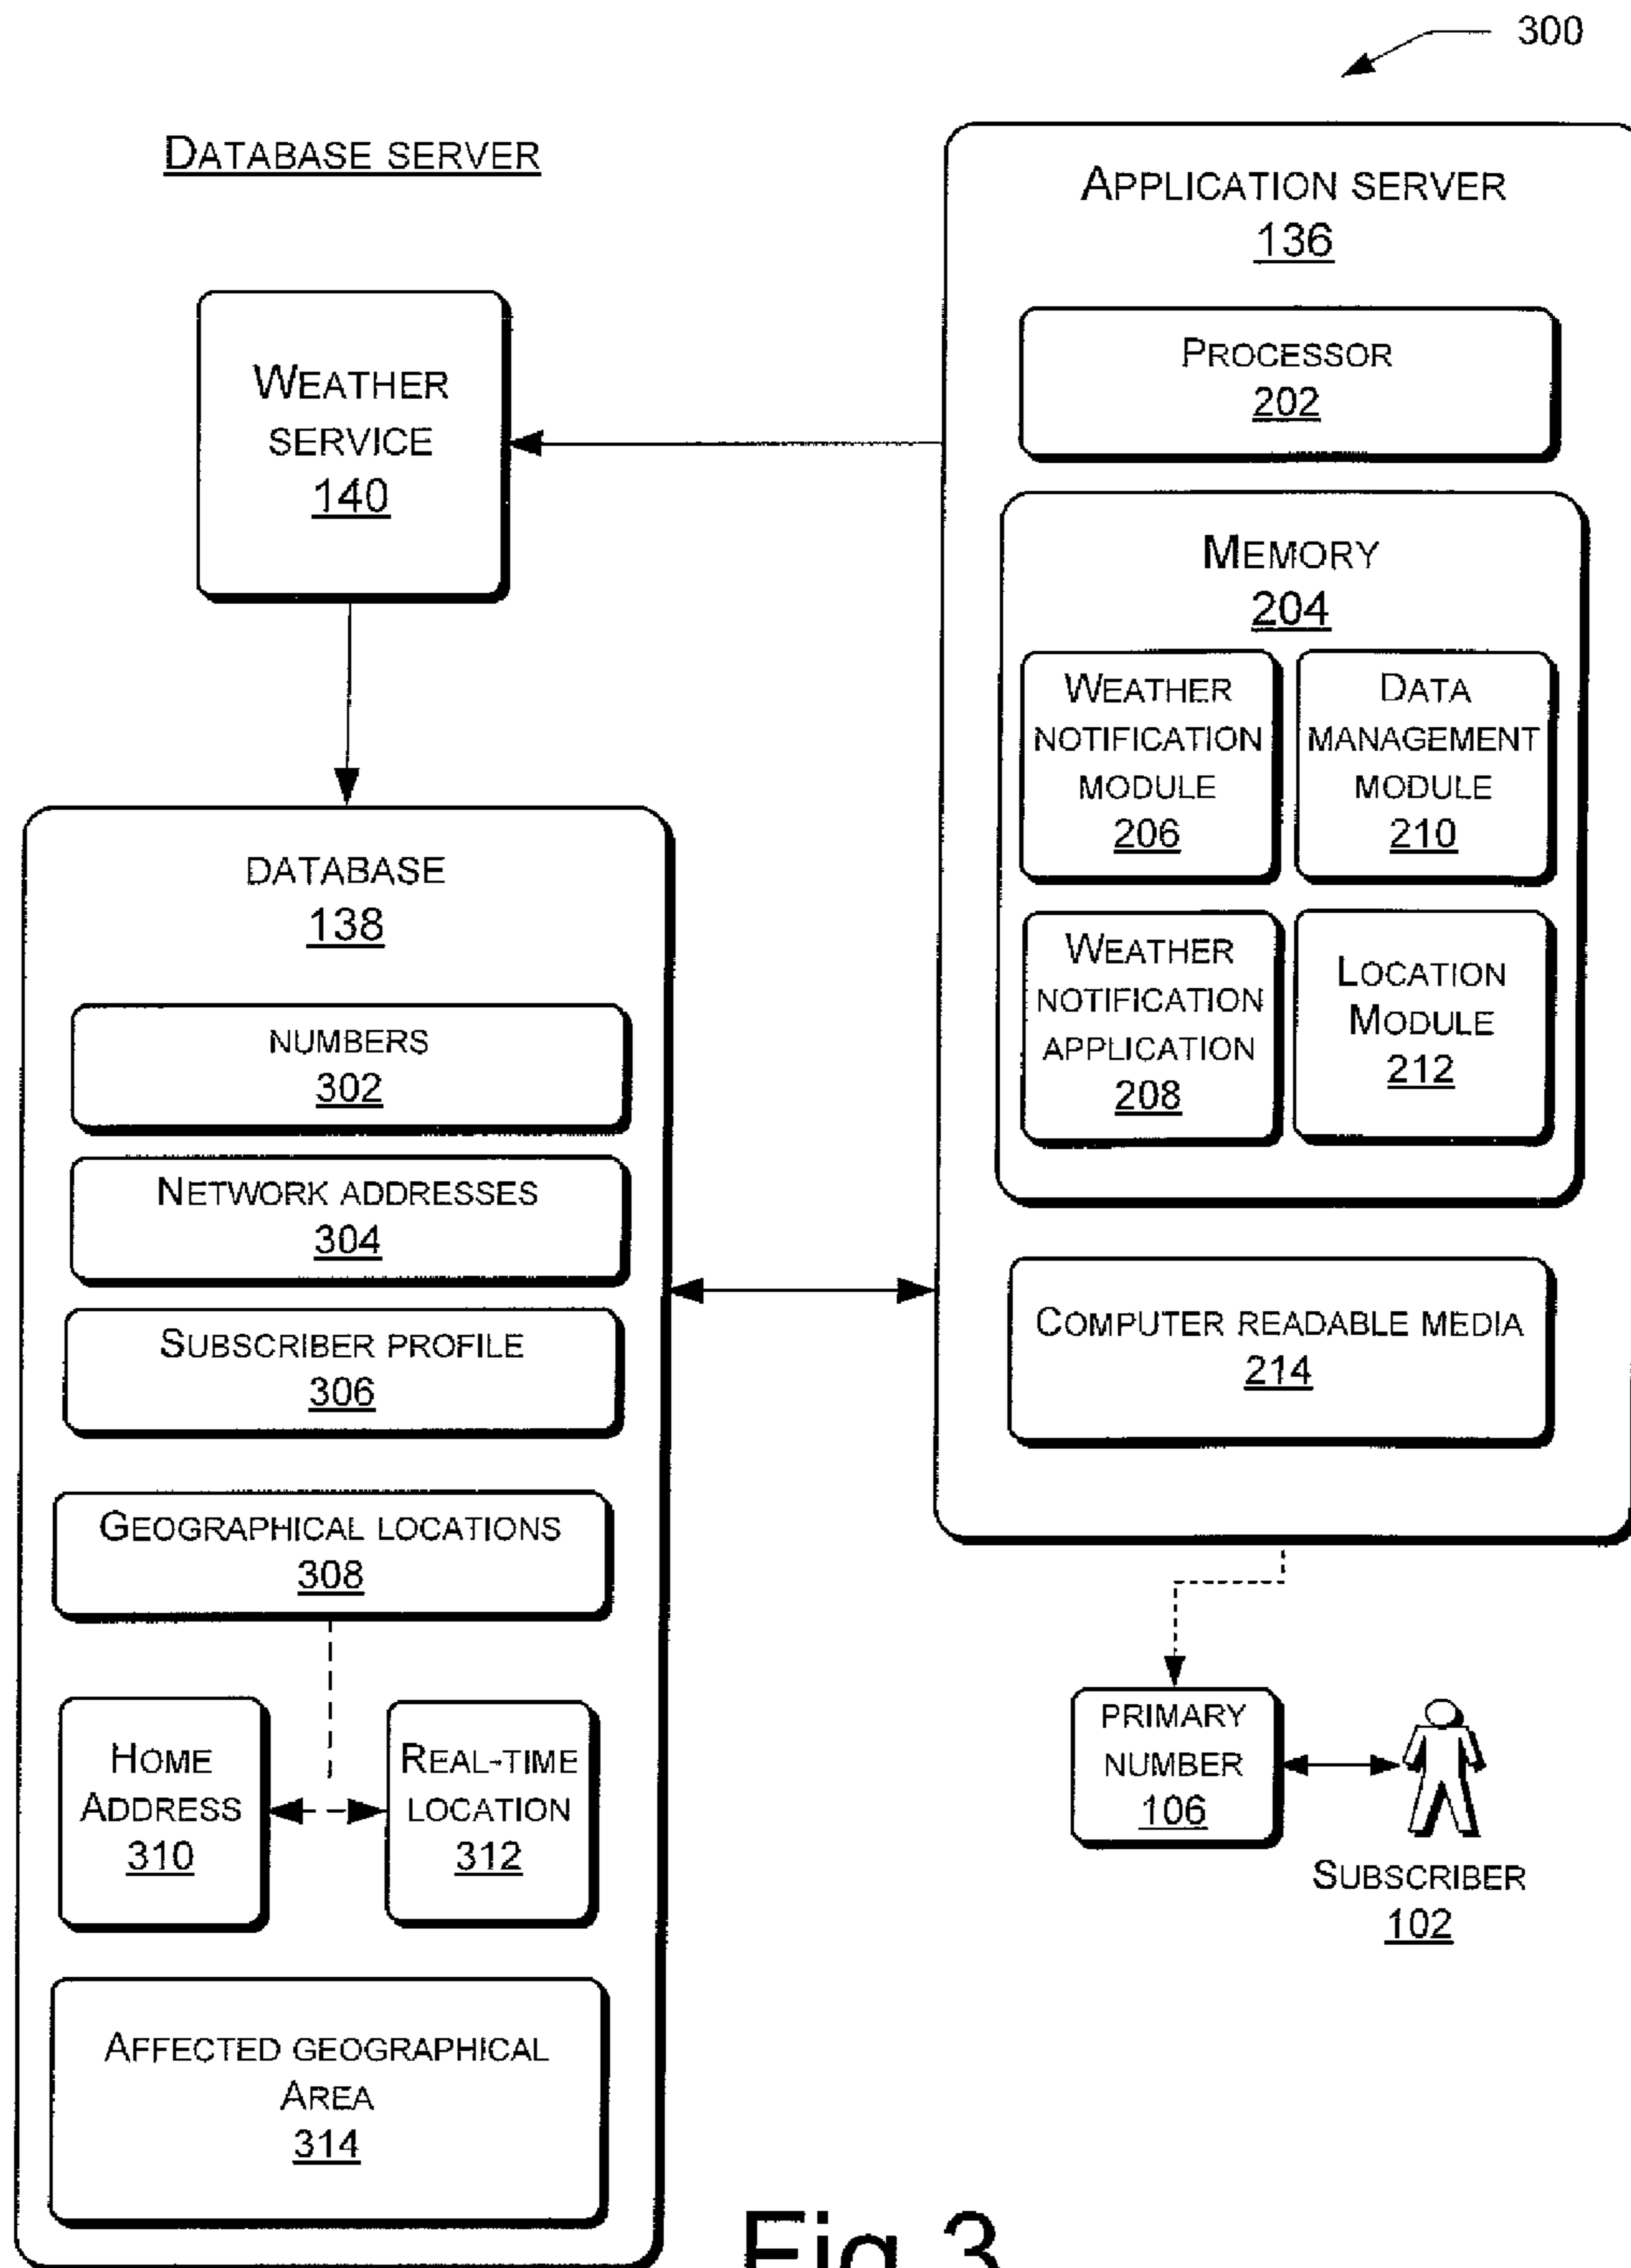 300
DATABASE SERVER
APPLICATION SERVER
136
PROCESSOR
202
WEATHER
SERVICE
140
MEMORY
204
WEATHER
NOTIFICATION
MODULE
206
DATA
MANAGEMENT
MODULE
210
WEATHER
NOTIFICATION
APPLICATION
208
LOCATION
MODULE
212
COMPUTER READABLE MEDIA
214
DATABASE
138
NUMBERS
302
NETWORK ADDRESSES
304
SUBSCRIBER PROFILE
306
GEOGRAPHICAL LOCATIONS
308
HOME
ADDRESS
310
REAL-TIME
LOCATION
312
AFFECTED GEOGRAPHICAL
AREA
314
PRIMARY
NUMBER
106
SUBSCRIBER
102
Fig.3